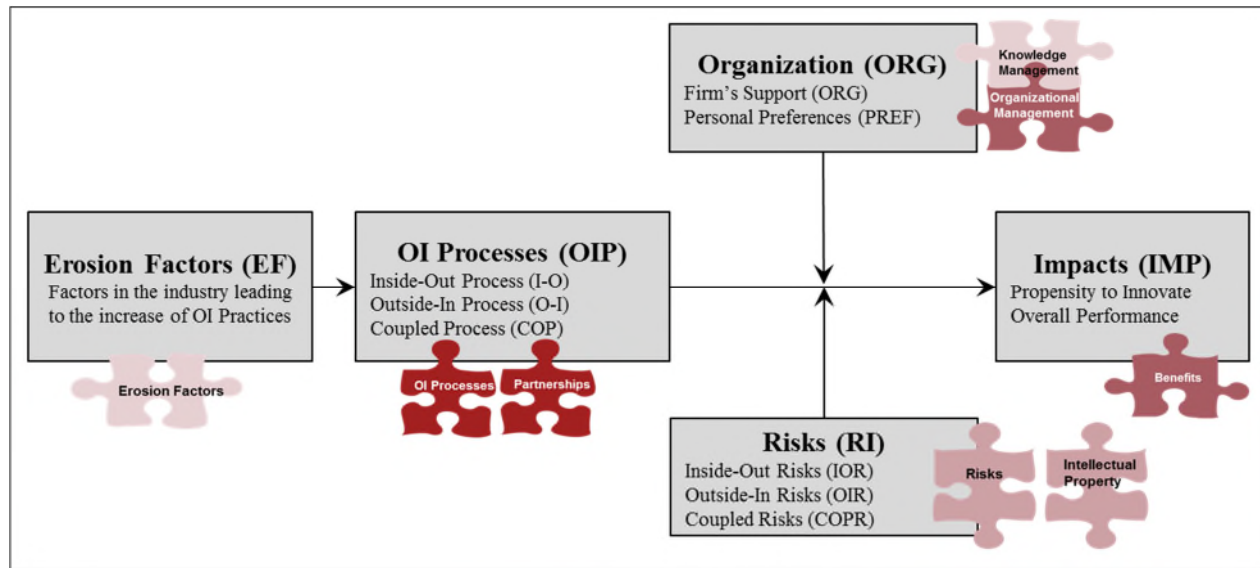 Organization (ORG)
Firm's Support (ORG)
Personal Preferences (PREF)
Knowledge
Management
Organizational
Management
Erosion Factors (EF)
Factors in the industry leading
to the increase of OI Practices
Erosion Factors
OI Processes (OIP)
Inside-Out Process (I-O)
Outside-In Process (O-I)
Coupled Process (COP)
OI Processes
Partnerships
Impacts (IMP)
Propensity to Innovate
Overall Performance
Benefits
Risks (RI)
Inside-Out Risks (IOR)
Outside-In Risks (OIR)
Coupled Risks (COPR)
Risks
Intellectual
Property